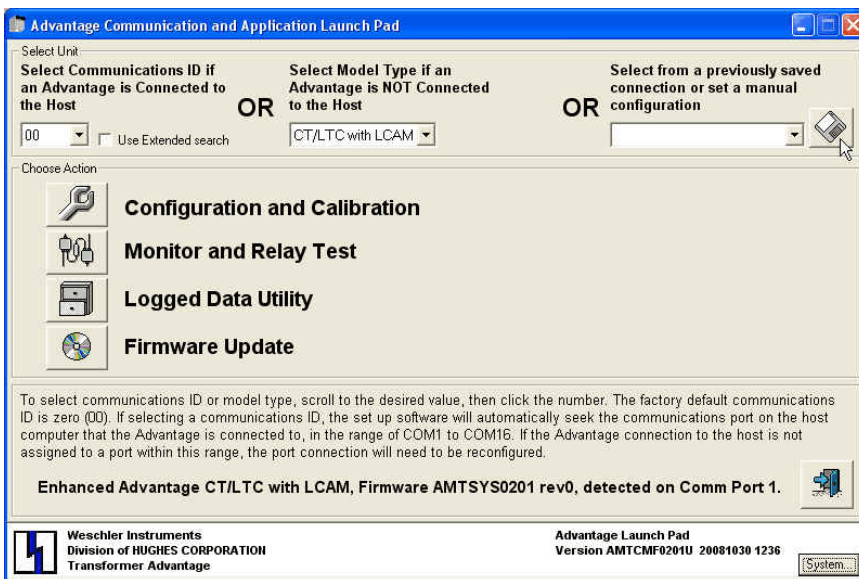 Advantage Communication and Application Launch Pad
Select Unit
Select Communications ID if
an Advantage is Connected to
the Host
OR
Select Model Type if an
Advantage is NOT Connected
to the Host
OR
Select from a previously saved
connection or set a manual
configuration
00
Use Extended search
CT/LTC with LCAM
Choose Action
Configuration and Calibration
Monitor and Relay Test
Logged Data Utility
Firmware Update
To select communications ID or model type, scroll to the desired value, then click the number. The factory default communications
ID is zero (00). If selecting a communications ID, the set up software will automatically seek the communications port on the host
computer that the Advantage is connected to, in the range of COM1 to COM16. If the Advantage connection to the host is not
assigned to a port within this range, the port connection will need to be reconfigured.
Enhanced Advantage CT/LTC with LCAM, Firmware AMTSYS0201 rev0, detected on Comm Port 1.
Weschler Instruments
Division of HUGHES CORPORATION
Transformer Advantage
Advantage Launch Pad
Version AMTCMF0201U 20081030 1236
System...